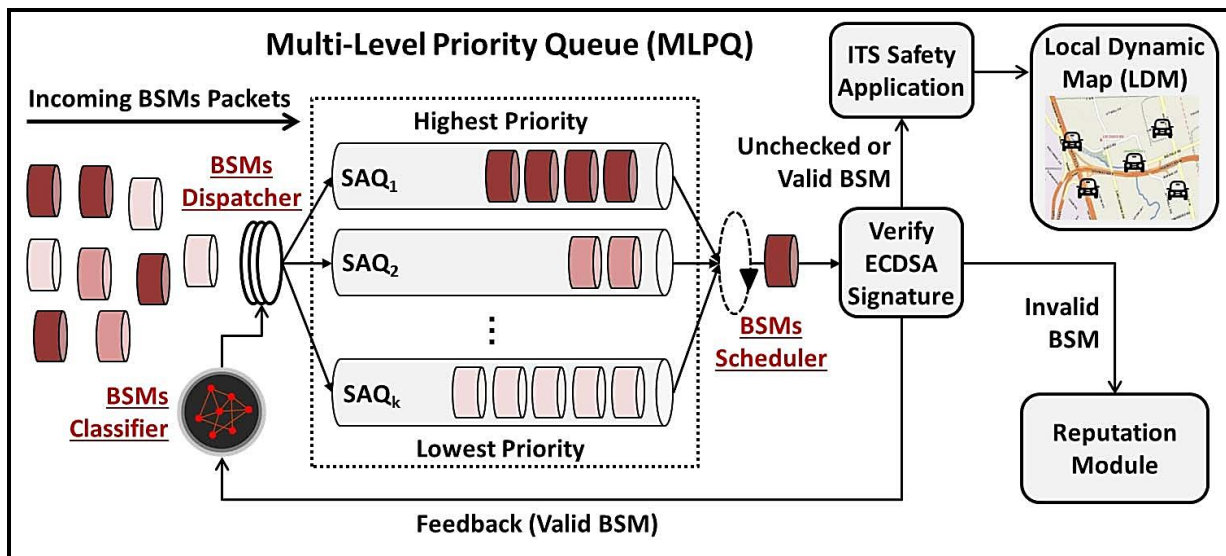 Multi-Level Priority Queue (MLPQ)
Incoming BSMs Packets
BSMs
Dispatcher
Highest Priority
SAQ1
SAQ2
⋮
SAQk
Lowest Priority
BSMs
Classifier
BSMs
Scheduler
Unchecked or
Valid BSM
ITS Safety
Application
Local Dynamic
Map (LDM)
Verify
ECDSA
Signature
Invalid
BSM
Reputation
Module
Feedback (Valid BSM)